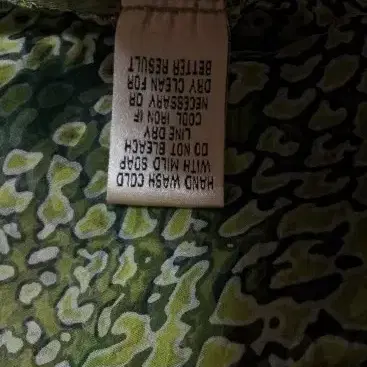 HAND WASH COLD
WITH MILD SOAP
DO NOT BLEACH
LINE DRY
COOL IRON IF
NECESSARY OR
DRY CLEAN FOR
BETTER RESULT